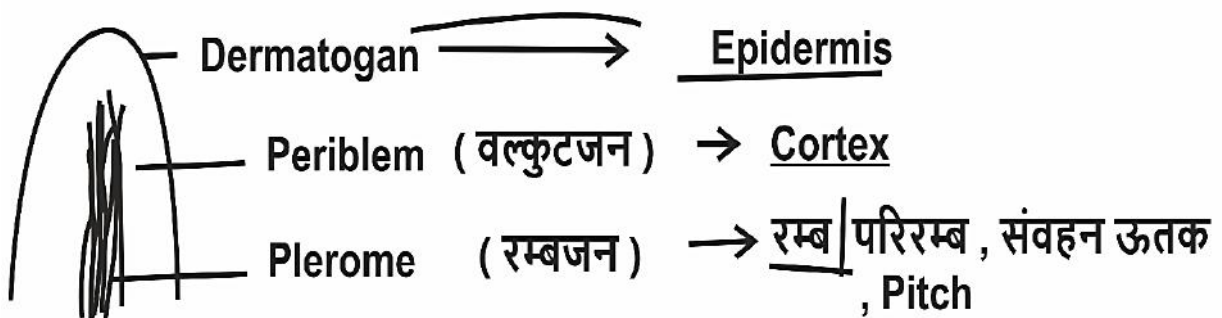 Dermatogan → Epidermis
Periblem ( वल्कुटजन ) → Cortex
Plerome ( रम्बजन ) → रम्ब | परिरम्ब , संवहन ऊतक
, Pitch